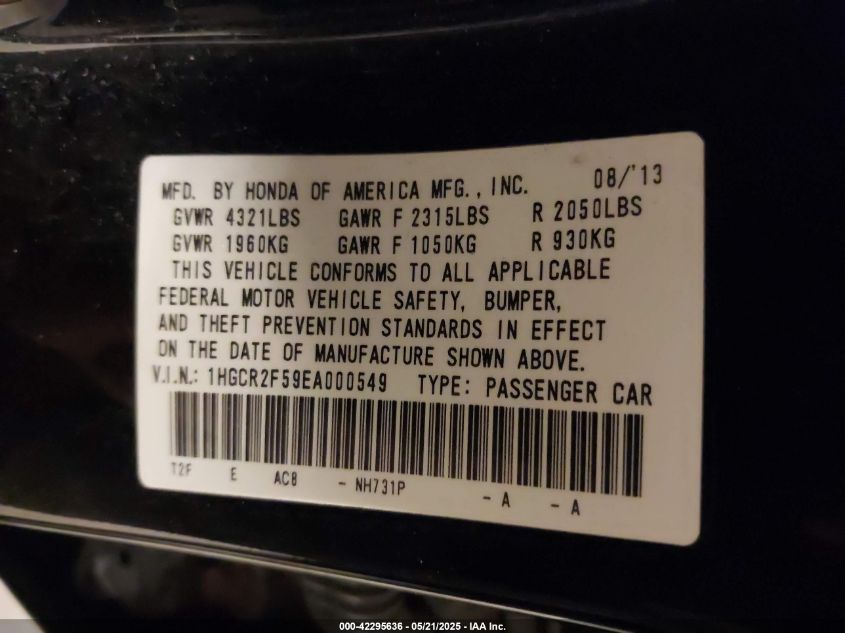 MFD. BY HONDA OF AMERICA MFG., INC. 08/'13
GVWR 4321LBS GAWR F 2315LBS R 2050LBS
GVWR 1960KG GAWR F 1050KG R 930KG
THIS VEHICLE CONFORMS TO ALL APPLICABLE
FEDERAL MOTOR VEHICLE SAFETY, BUMPER,
AND THEFT PREVENTION STANDARDS IN EFFECT
ON THE DATE OF MANUFACTURE SHOWN ABOVE.
V.I.N.: 1HGCR2F59EA000549 TYPE: PASSENGER CAR
T2F E AC8 - NH731P - A - A
000-42295636 - 05/21/2025 - IAA Inc.